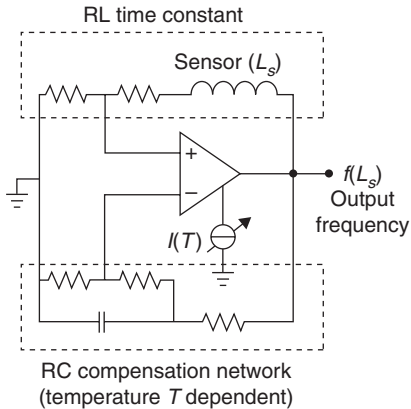 RL time constant
Sensor (Ls)
+
−
I(T)
f(Ls)
Output
frequency
RC compensation network
(temperature T dependent)